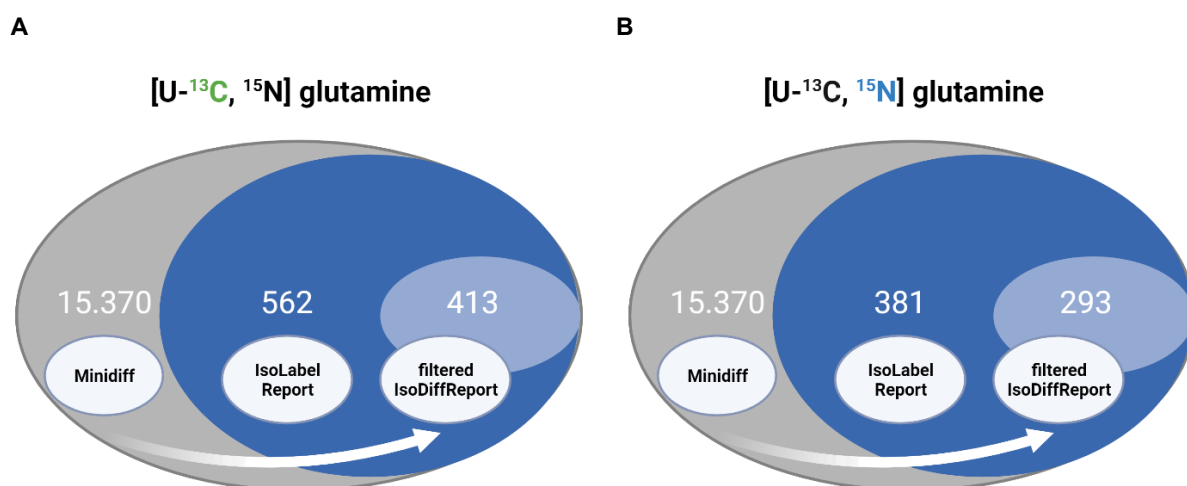 A
B
[U-¹³C, ¹⁵N] glutamine
[U-¹³C, ¹⁵N] glutamine
15.370
562
413
Minidiff
IsoLabel
Report
filtered
IsoDiffReport
15.370
381
293
Minidiff
IsoLabel
Report
filtered
IsoDiffReport